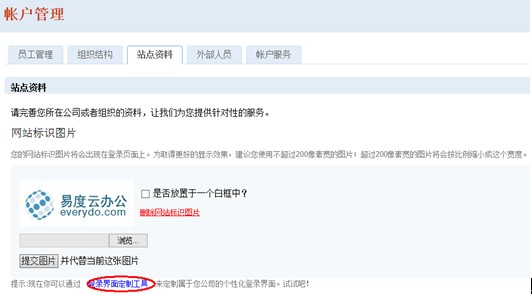 帐户管理
员工管理 组织结构 站点资料 外部人员 帐户服务
站点资料
请完善您所在公司或者组织的资料，让我们为您提供针对性的服务。
网站标识图片
您的网站标识图片将会出现在登录页面上。为取得更好的显示效果，建议您使用不超过200像素宽的图片；超过200像素宽的图片将会按比例缩小成这个宽度。
易度云办公
everydo.com
是否放置于一个白框中？
删除网站标识图片
浏览...
提交图片 并代替当前这张图片
提示:现在你可以通过 登录界面定制工具 来定制属于您公司的个性化登录界面。试试吧！